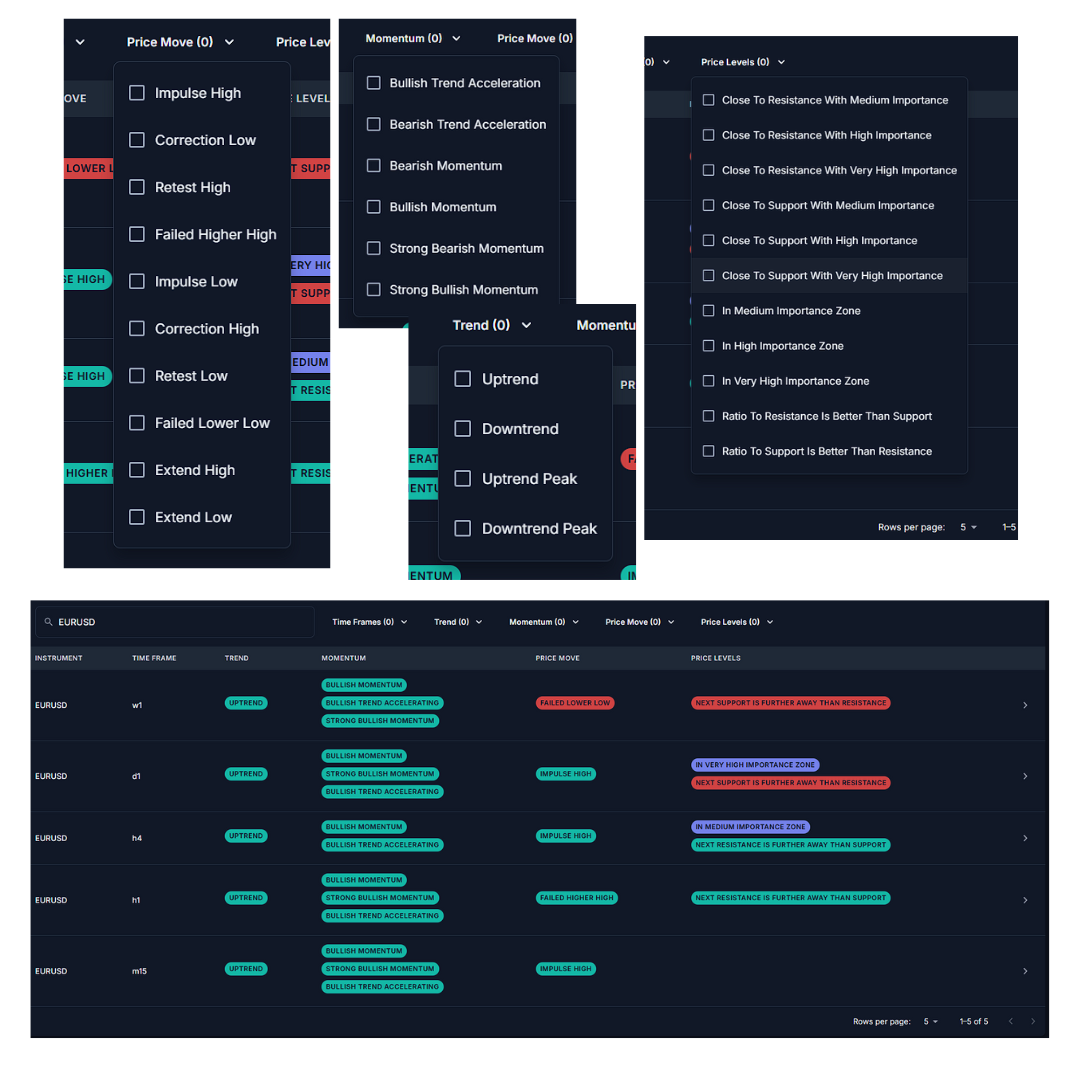 Price Move (0)
Price Lev
OVE
E LEVEL
Impulse High
Correction Low
LOWER L
T SUPP
Retest High
Failed Higher High
ERY HIG
SE HIGH
Impulse Low
T SUPP
Correction High
EDIUM
SE HIGH
Retest Low
T RESIS
Failed Lower Low
HIGHER
Extend High
T RESIS
Extend Low
Momentum (0)
Price Move (0)
Bullish Trend Acceleration
Bearish Trend Acceleration
Bearish Momentum
Bullish Momentum
Strong Bearish Momentum
Strong Bullish Momentum
Trend (0)
Momentu
Uptrend
PR
Downtrend
ERAT
Uptrend Peak
ENTU
Downtrend Peak
ENTUM
0)
Price Levels (0)
Close To Resistance With Medium Importance
Close To Resistance With High Importance
Close To Resistance With Very High Importance
Close To Support With Medium Importance
Close To Support With High Importance
Close To Support With Very High Importance
In Medium Importance Zone
In High Importance Zone
In Very High Importance Zone
Ratio To Resistance Is Better Than Support
Ratio To Support Is Better Than Resistance
Rows per page: 5 1–5
EURUSD Time Frames (0) Trend (0) Momentum (0) Price Move (0) Price Levels (0)
INSTRUMENT TIME FRAME TREND MOMENTUM PRICE MOVE PRICE LEVELS
BULLISH MOMENTUM
EURUSD w1 UPTREND BULLISH TREND ACCELERATING FAILED LOWER LOW NEXT SUPPORT IS FURTHER AWAY THAN RESISTANCE
STRONG BULLISH MOMENTUM
BULLISH MOMENTUM
IN VERY HIGH IMPORTANCE ZONE
EURUSD d1 UPTREND STRONG BULLISH MOMENTUM IMPULSE HIGH
NEXT SUPPORT IS FURTHER AWAY THAN RESISTANCE
BULLISH TREND ACCELERATING
BULLISH MOMENTUM IN MEDIUM IMPORTANCE ZONE
EURUSD h4 UPTREND IMPULSE HIGH
BULLISH TREND ACCELERATING NEXT RESISTANCE IS FURTHER AWAY THAN SUPPORT
BULLISH MOMENTUM
EURUSD h1 UPTREND STRONG BULLISH MOMENTUM FAILED HIGHER HIGH NEXT RESISTANCE IS FURTHER AWAY THAN SUPPORT
BULLISH TREND ACCELERATING
BULLISH MOMENTUM
EURUSD m15 UPTREND STRONG BULLISH MOMENTUM IMPULSE HIGH
BULLISH TREND ACCELERATING
Rows per page: 5 1–5 of 5